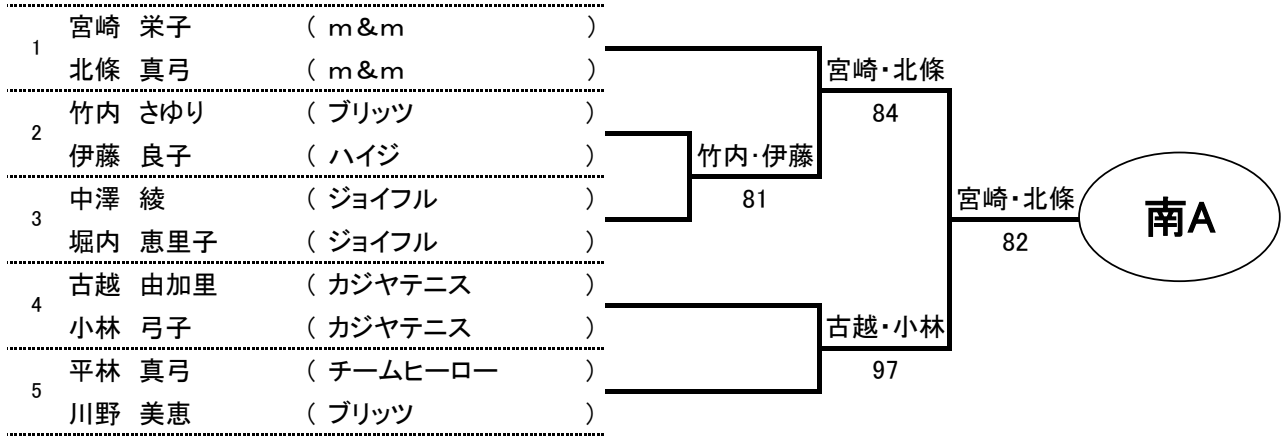 1
宮崎 栄子 ( m&m )
北條 真弓 ( m&m )
2
竹内 さゆり ( ブリッツ )
伊藤 良子 ( ハイジ )
3
中澤 綾 ( ジョイフル )
堀内 恵里子 ( ジョイフル )
4
古越 由加里 ( カジヤテニス )
小林 弓子 ( カジヤテニス )
5
平林 真弓 ( チームヒーロー )
川野 美恵 ( ブリッツ )
竹内・伊藤
81
宮崎・北條
84
古越・小林
97
宮崎・北條
82
南A